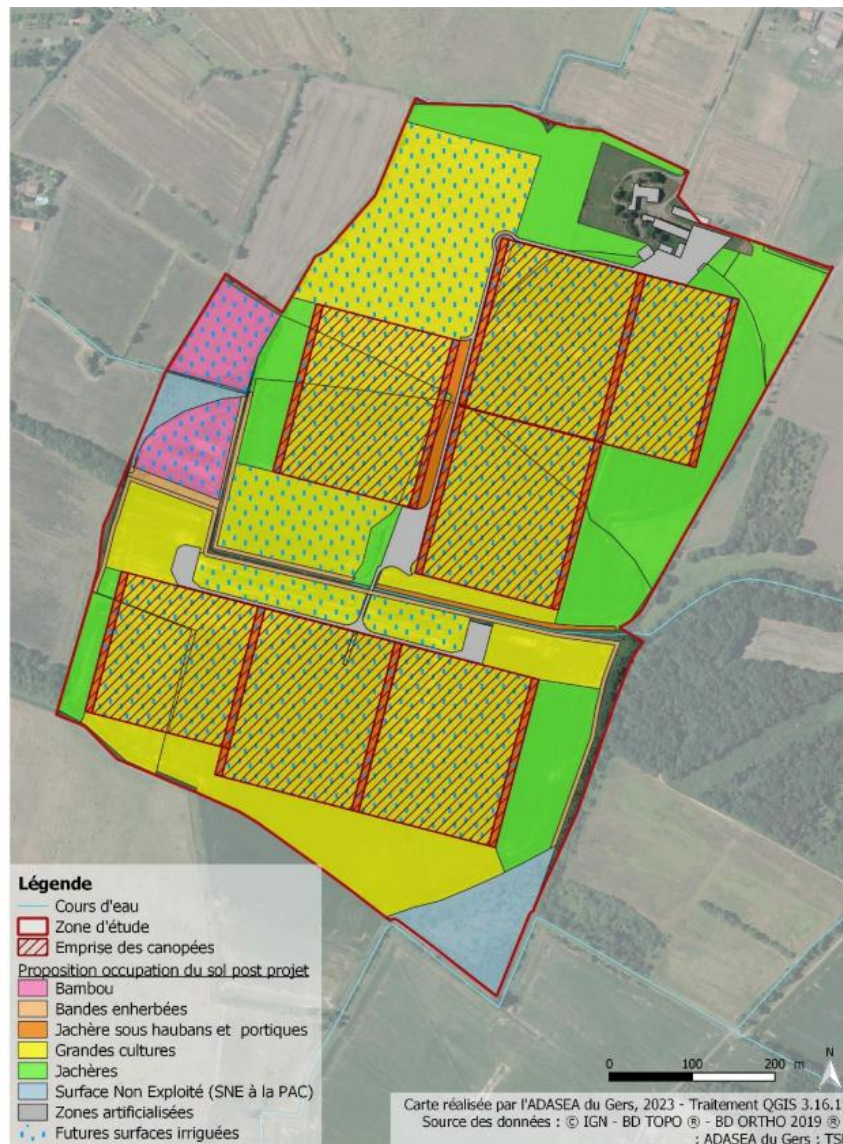 Légende
Cours d'eau
Zone d'étude
Emprise des canopées
Proposition occupation du sol post projet
Bambou
Bandes enherbées
Jachère sous haubans et portiques
Grandes cultures
Jachères
Surface Non Exploité (SNE à la PAC)
Zones artificialisées
Futures surfaces irriguées
0 100 200 m
N
Carte réalisée par l'ADASEA du Gers, 2023 - Traitement QGIS 3.16.1
Source des données : © IGN - BD TOPO ® - BD ORTHO 2019 ®
: ADASEA du Gers : TS